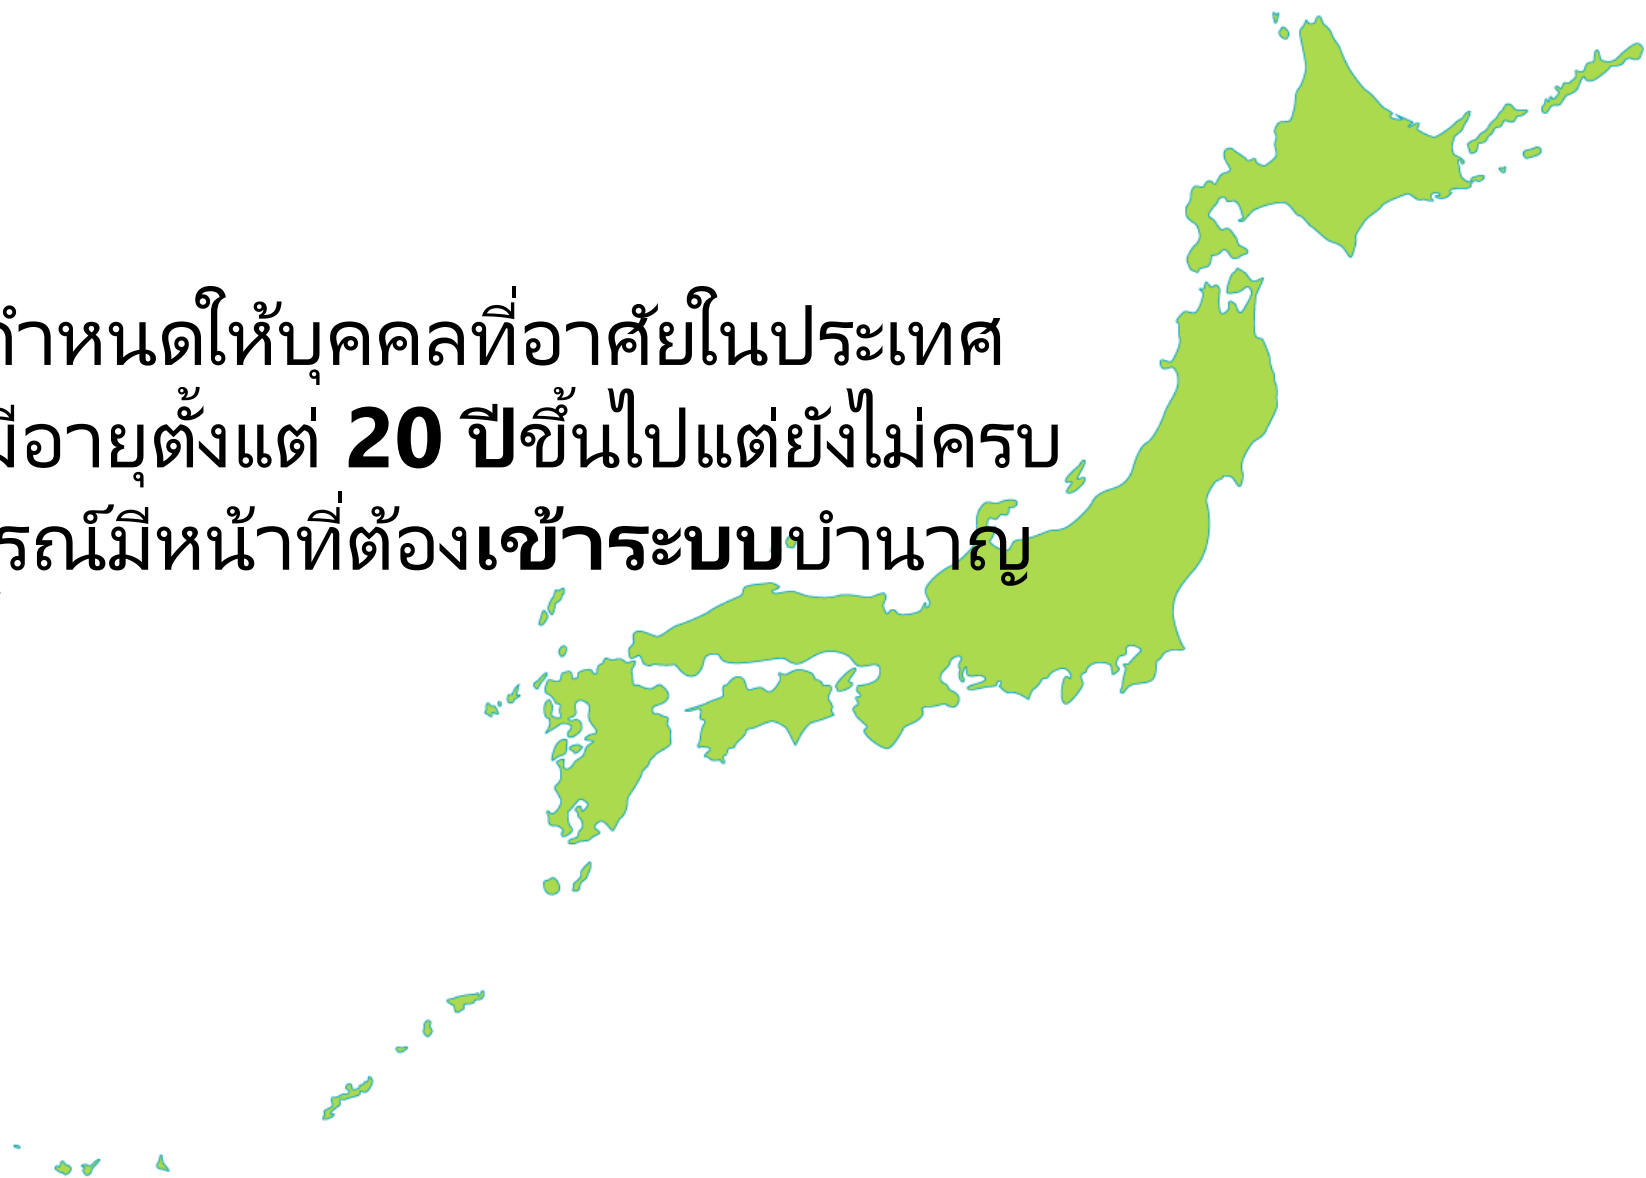 กำหนดให้บุคคลที่อาศัยในประเทศ
มีอายุตั้งแต่ 20 ปีขึ้นไปแต่ยังไม่ครบ
รณ์มีหน้าที่ต้องเข้าระบบบำนาญ